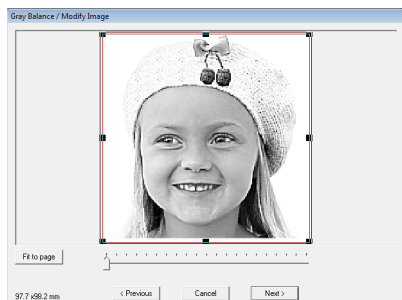 Gray Balance / Modify Image
Fit to page
97.7 x98.2 mm
< Previous
Cancel
Next >